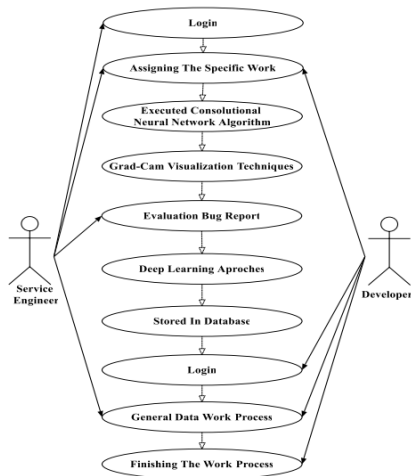 Login
Assigning The Specific Work
Executed Consolutional
Neural Network Algorithm
Grad-Cam Visualization Techniques
Evaluation Bug Report
Service
Engineer
Developer
Deep Learning Aproches
Stored In Database
Login
General Data Work Process
Finishing The Work Process